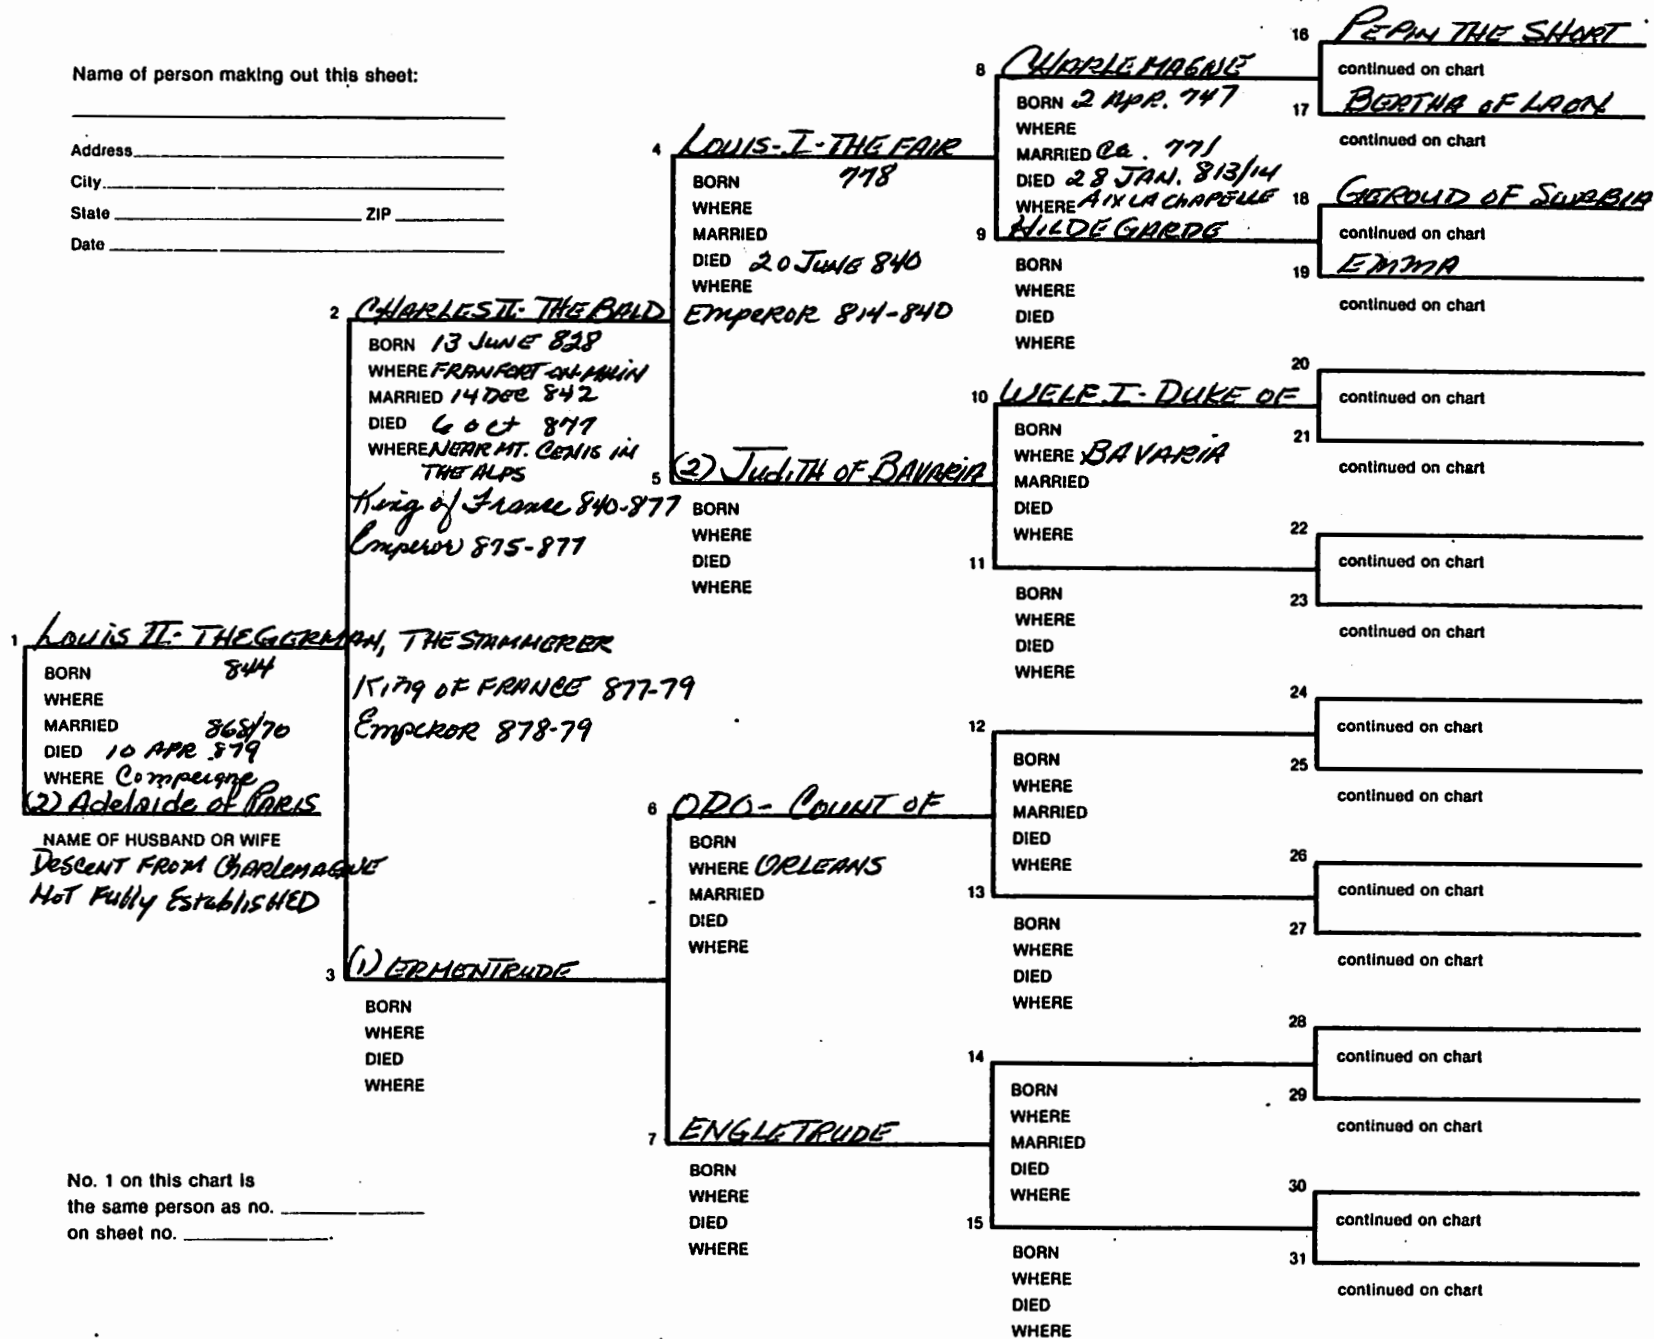 Name of person making out this sheet:
Address
City
State ZIP
Date
No. 1 on this chart is
the same person as no.
on sheet no. .
1 LOUIS II - THE GERMAN, THE STAMMERER
BORN 844
WHERE
MARRIED 868/70
DIED 10 APR 879
WHERE Compeigne
(2) Adelaide of PARIS
NAME OF HUSBAND OR WIFE
DESCENT FROM CHARLEMAGNE
NOT Fully EstablISHED
King OF FRANCE 877-79
EmpEROR 878-79
2 CHARLES II - THE BALD
BORN 13 JUNE 828
WHERE FRANFORT-ON-MAIN
MARRIED 14 DEC 842
DIED 6 Oct 877
WHERE NEAR MT. CENIS IN
THE ALPS
King of France 840-877
Emperor 875-877
3 (1) ERMENTRUDE
BORN
WHERE
DIED
WHERE
4 LOUIS-I-THE FAIR
BORN 778
WHERE
MARRIED
DIED 20 JUNE 840
WHERE
EmpEROR 814-840
5 (2) JudITH OF BAVARIA
BORN
WHERE
DIED
WHERE
6 ODO - COUNT OF
BORN
WHERE ORLEANS
MARRIED
DIED
WHERE
7 ENGLETRUDE
BORN
WHERE
DIED
WHERE
8 CHARLEMAGNE
BORN 2 APR. 747
WHERE
MARRIED Ca. 771
DIED 28 JAN. 813/14
WHERE AIX LA CHAPELLE
9 HILDEGARDE
BORN
WHERE
DIED
WHERE
10 WELF I - DUKE OF
BORN
WHERE BAVARIA
MARRIED
DIED
WHERE
11
BORN
WHERE
DIED
WHERE
12
BORN
WHERE
MARRIED
DIED
WHERE
13
BORN
WHERE
DIED
WHERE
14
BORN
WHERE
MARRIED
DIED
WHERE
15
BORN
WHERE
DIED
WHERE
16 PEPIN THE SHORT
continued on chart
17 BERTHA OF LAON
continued on chart
18 GEROUD OF SWABIA
continued on chart
19 EMMA
continued on chart
20
continued on chart
21
continued on chart
22
continued on chart
23
continued on chart
24
continued on chart
25
continued on chart
26
continued on chart
27
continued on chart
28
continued on chart
29
continued on chart
30
continued on chart
31
continued on chart